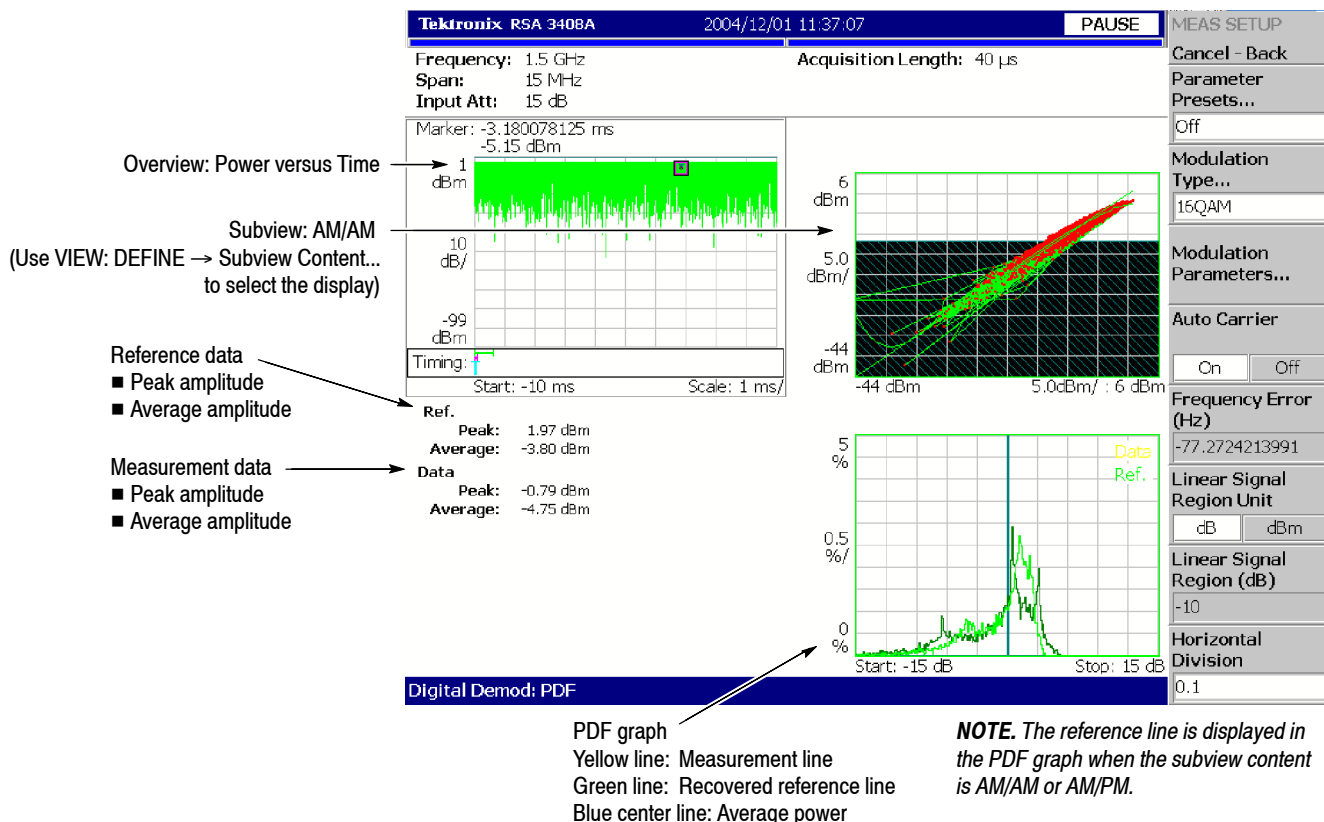 Tektronix RSA 3408A 2004/12/01 11:37:07 PAUSE
Frequency: 1.5 GHz
Span: 15 MHz
Input Att: 15 dB
Acquisition Length: 40 µs
Marker: -3.180078125 ms
-5.15 dBm
1
dBm
10
dB/
-99
dBm
Timing:
Start: -10 ms Scale: 1 ms/
6
dBm
5.0
dBm/
-44
dBm
-44 dBm 5.0dBm/ : 6 dBm
Ref.
Peak: 1.97 dBm
Average: -3.80 dBm
Data
Peak: -0.79 dBm
Average: -4.75 dBm
5
%
0.5
%/
0
%
Data
Ref.
Start: -15 dB Stop: 15 dB
Digital Demod: PDF
MEAS SETUP
Cancel - Back
Parameter
Presets...
Off
Modulation
Type...
16QAM
Modulation
Parameters...
Auto Carrier
On Off
Frequency Error
(Hz)
-77.2724213991
Linear Signal
Region Unit
dB dBm
Linear Signal
Region (dB)
-10
Horizontal
Division
0.1
Overview: Power versus Time
Subview: AM/AM
(Use VIEW: DEFINE → Subview Content...
to select the display)
Reference data
■ Peak amplitude
■ Average amplitude
Measurement data
■ Peak amplitude
■ Average amplitude
PDF graph
Yellow line: Measurement line
Green line: Recovered reference line
Blue center line: Average power
NOTE. The reference line is displayed in
the PDF graph when the subview content
is AM/AM or AM/PM.